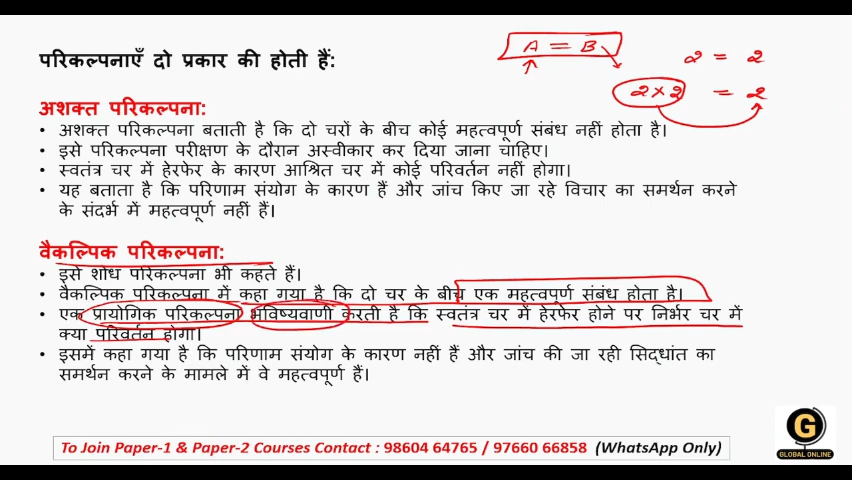 परिकल्पनाएँ दो प्रकार की होती हैं:
A = B
2 = 2
2 × 2 = 2
अशक्त परिकल्पना:
• अशक्त परिकल्पना बताती है कि दो चरों के बीच कोई महत्वपूर्ण संबंध नहीं होता है।
• इसे परिकल्पना परीक्षण के दौरान अस्वीकार कर दिया जाना चाहिए।
• स्वतंत्र चर में हेरफेर के कारण आश्रित चर में कोई परिवर्तन नहीं होगा।
• यह बताता है कि परिणाम संयोग के कारण हैं और जांच किए जा रहे विचार का समर्थन करने
के संदर्भ में महत्वपूर्ण नहीं हैं।
वैकल्पिक परिकल्पना:
• इसे शोध परिकल्पना भी कहते हैं।
• वैकल्पिक परिकल्पना में कहा गया है कि दो चर के बीच एक महत्वपूर्ण संबंध होता है।
• एक प्रायोगिक परिकल्पना भविष्यवाणी करती है कि स्वतंत्र चर में हेरफेर होने पर निर्भर चर में
क्या परिवर्तन होगा।
• इसमें कहा गया है कि परिणाम संयोग के कारण नहीं हैं और जांच की जा रही सिद्धांत का
समर्थन करने के मामले में वे महत्वपूर्ण हैं।
To Join Paper-1 & Paper-2 Courses Contact : 98604 64765 / 97660 66858 (WhatsApp Only)
G
GLOBAL ONLINE